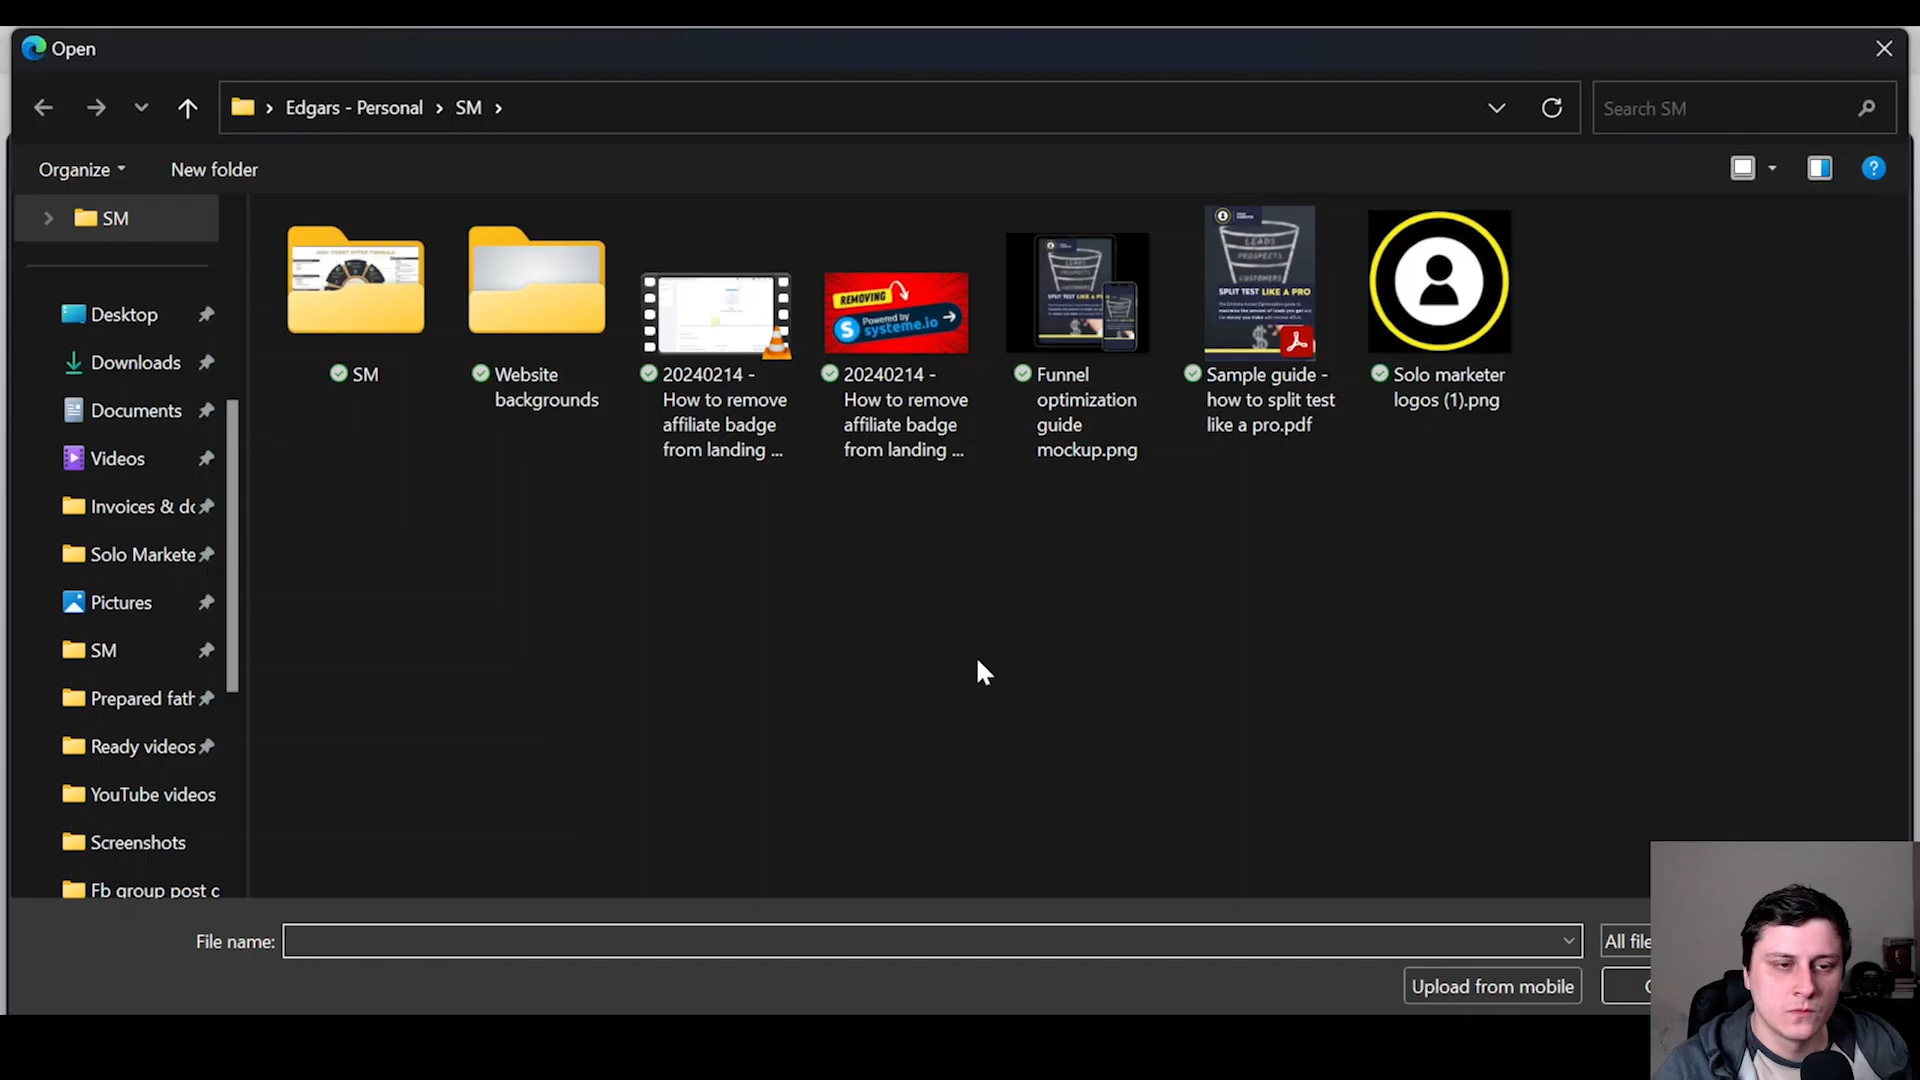 Open
Edgars - Personal
SM
Search SM
Organize
New folder
SM
Desktop
Downloads
Documents
Videos
Invoices & dc
Solo Markete
Pictures
SM
Prepared fath
Ready videos
YouTube videos
Screenshots
Fb group post c
SM
Website
backgrounds
20240214 -
How to remove
affiliate badge
from landing ...
REMOVING
Powered by
systeme.io
20240214 -
How to remove
affiliate badge
from landing ...
Funnel
optimization
guide
mockup.png
LEADS
PROSPECTS
CUSTOMERS
SPLIT TEST LIKE A PRO
Sample guide -
how to split test
like a pro.pdf
Solo marketer
logos (1).png
File name:
All file
Upload from mobile